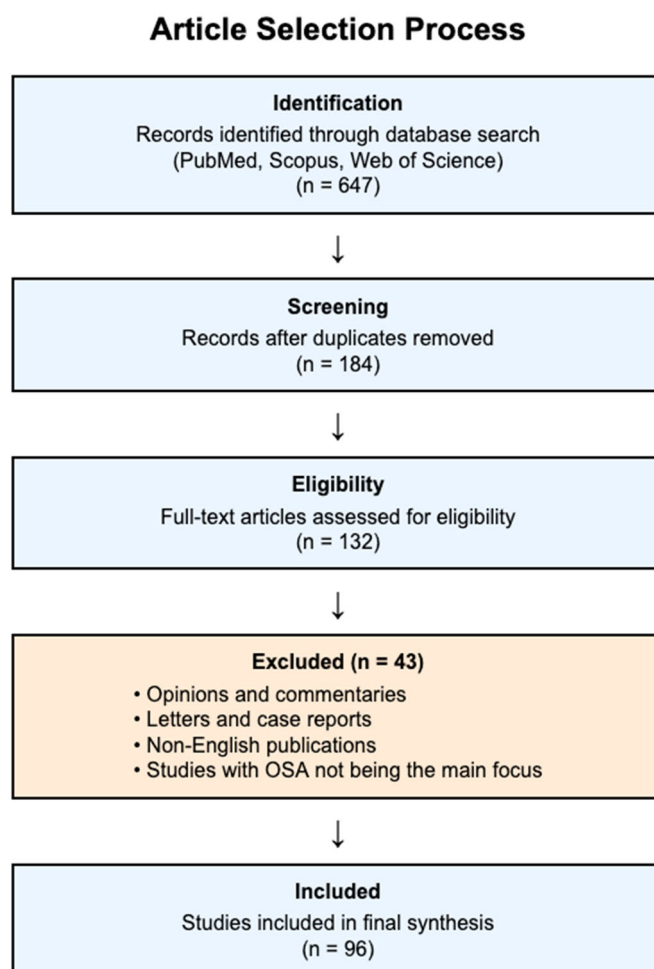 Article Selection Process
Identification
Records identified through database search
(PubMed, Scopus, Web of Science)
(n = 647)
↓
Screening
Records after duplicates removed
(n = 184)
↓
Eligibility
Full-text articles assessed for eligibility
(n = 132)
↓
Excluded (n = 43)
• Opinions and commentaries
• Letters and case reports
• Non-English publications
• Studies with OSA not being the main focus
↓
Included
Studies included in final synthesis
(n = 96)